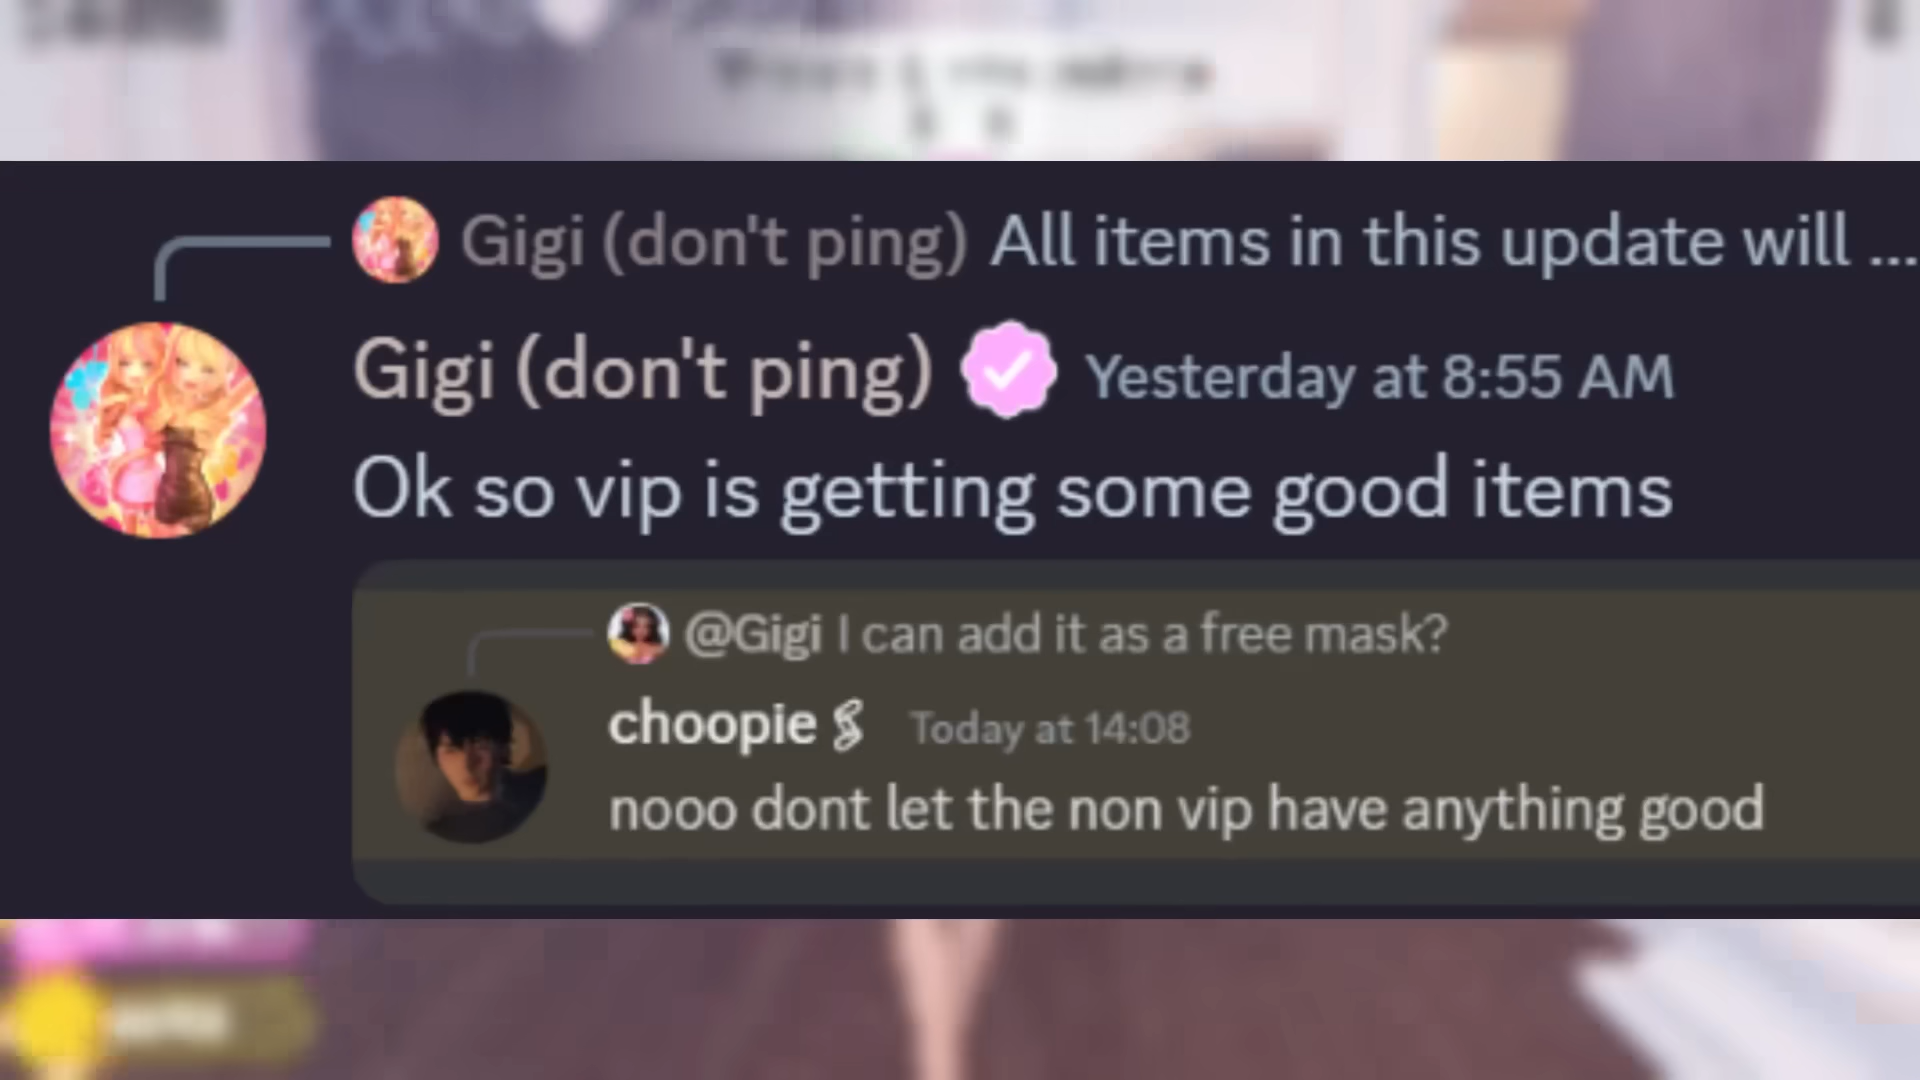 Gigi (don't ping) All items in this update will ...
Gigi (don't ping) Yesterday at 8:55 AM
Ok so vip is getting some good items
@Gigi I can add it as a free mask?
choopie Today at 14:08
nooo dont let the non vip have anything good